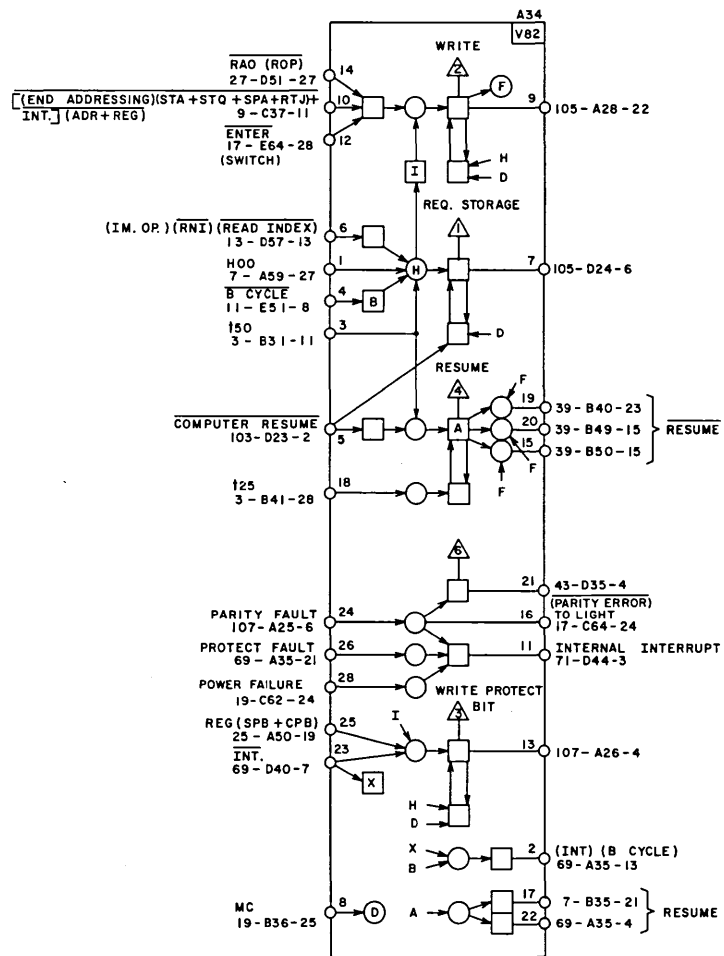 A34
V82
WRITE
RAO (ROP)
27-D51-27
14
2
F
[(END ADDRESSING)(STA+STQ+SPA+RTJ)+
10
9-C37-11
INT.] (ADR+REG)
9
105-A28-22
ENTER
17-E64-28
12
(SWITCH)
I
H
D
REQ. STORAGE
(IM. OP.) (RNI) (READ INDEX)
6
13-D57-13
1
HOO
7-A59-27
1
H
7
105-D24-6
B CYCLE
11-E51-8
4
B
t50
3-B31-11
3
D
RESUME
4
F
COMPUTER RESUME
103-D23-2
5
A
19
39-B40-23
20
39-B49-15
RESUME
15
39-B50-15
F
F
t25
3-B41-28
18
6
21
43-D35-4
(PARITY ERROR)
TO LIGHT
PARITY FAULT
107-A25-6
24
16
17-C64-24
PROTECT FAULT
69-A35-21
26
11
INTERNAL INTERRUPT
71-D44-3
POWER FAILURE
19-C62-24
28
WRITE PROTECT
BIT
REG (SPB+CPB)
25-A50-19
25
I
3
INT.
69-D40-7
23
13
107-A26-4
X
H
D
X
B
2
(INT) (B CYCLE)
69-A35-13
MC
19-B36-25
8
D
A
17
7-B35-21
22
69-A35-4
RESUME